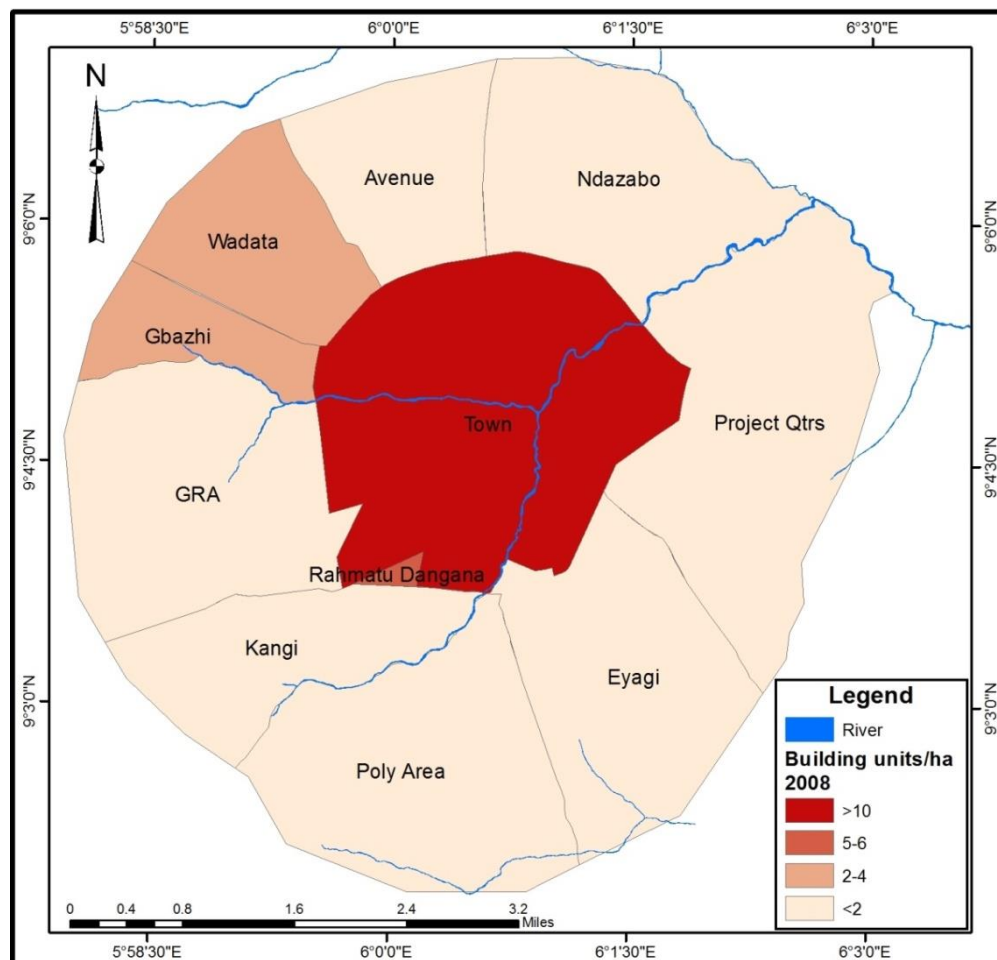 5°58'30"E
6°0'0"E
6°1'30"E
6°3'0"E
N
Avenue
Ndazabo
9°6'0"N
9°6'0"N
Wadata
Gbazhi
Town
Project Qtrs
9°4'30"N
9°4'30"N
GRA
Rahmatu Dangana
Kangi
Eyagi
9°3'0"N
9°3'0"N
Poly Area
Legend
River
Building units/ha
2008
>10
5-6
2-4
<2
0 0.4 0.8 1.6 2.4 3.2
Miles
5°58'30"E
6°0'0"E
6°1'30"E
6°3'0"E